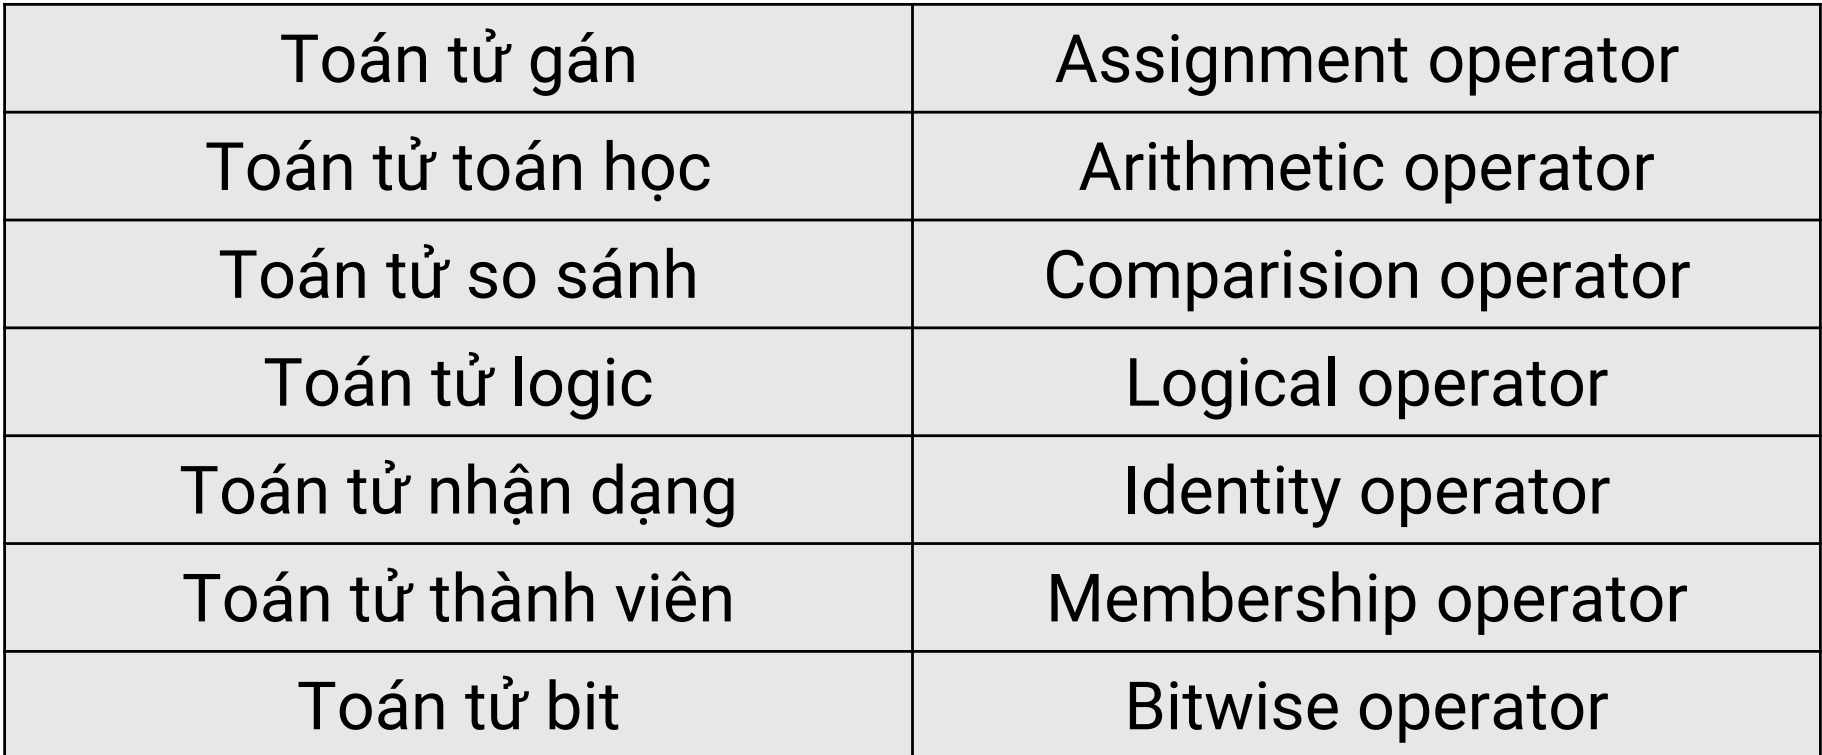 Toán tử gán Assignment operator
Toán tử toán học Arithmetic operator
Toán tử so sánh Comparision operator
Toán tử logic Logical operator
Toán tử nhận dạng Identity operator
Toán tử thành viên Membership operator
Toán tử bit Bitwise operator